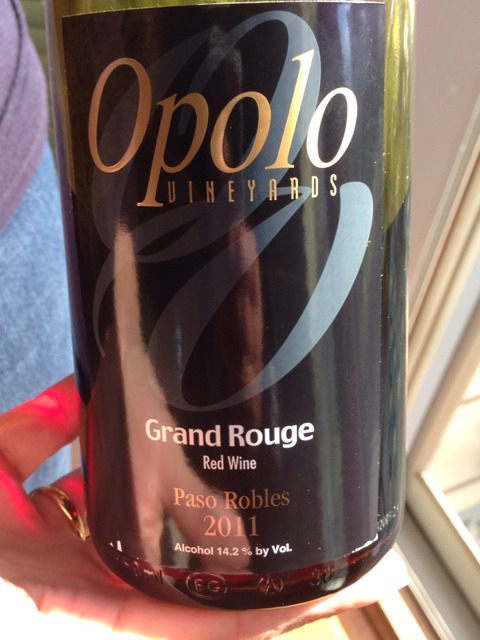 Opolo
VINEYARDS
Grand Rouge
Red Wine
Paso Robles
2011
Alcohol 14.2 % by Vol.